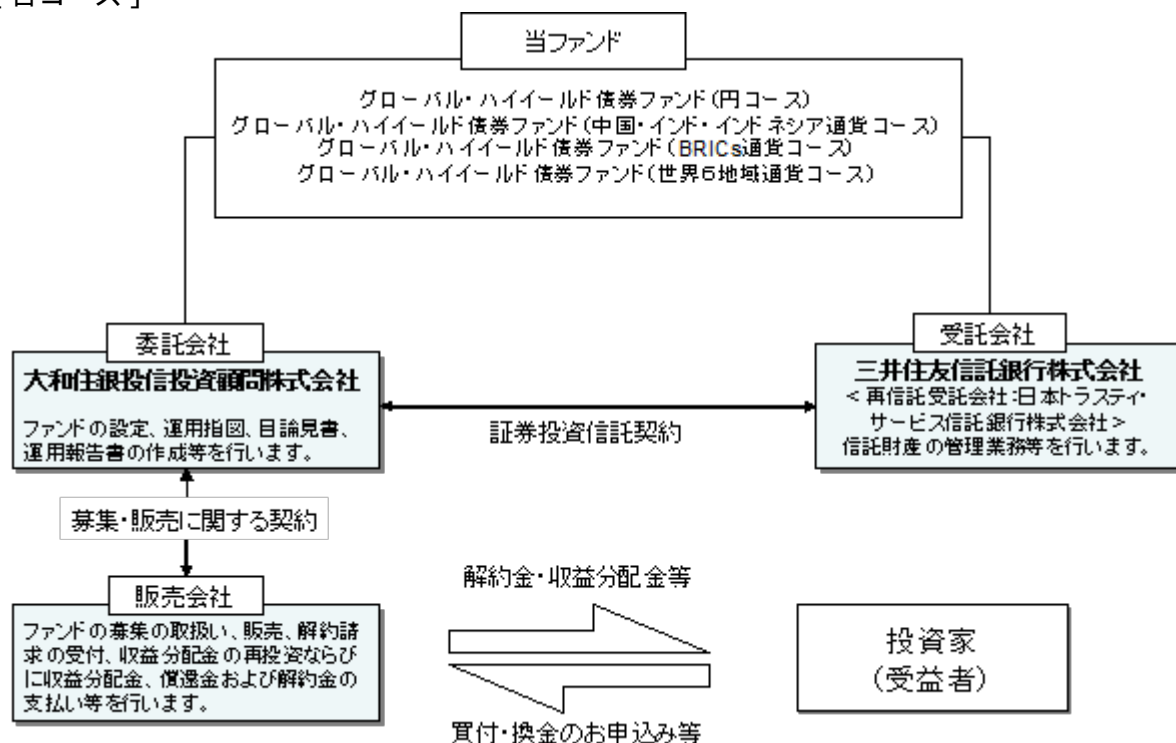 ［各コース］
当ファンド
グローバル・ハイイールド債券ファンド(円コース)
グローバル・ハイイールド債券ファンド(中国・インド・インドネシア通貨コース)
グローバル・ハイイールド債券ファンド(BRICs通貨コース)
グローバル・ハイイールド債券ファンド(世界6地域通貨コース)
委託会社
大和住銀投信投資顧問株式会社
ファンドの設定、運用指図、目論見書、
運用報告書の作成等を行います。
受託会社
三井住友信託銀行株式会社
＜再信託受託会社：日本トラスティ・
サービス信託銀行株式会社＞
信託財産の管理業務等を行います。
証券投資信託契約
募集・販売に関する契約
販売会社
ファンドの募集の取扱い、販売、解約請
求の受付、収益分配金の再投資ならび
に収益分配金、償還金および解約金の
支払い等を行います。
解約金・収益分配金等
買付・換金のお申込み等
投資家
(受益者)